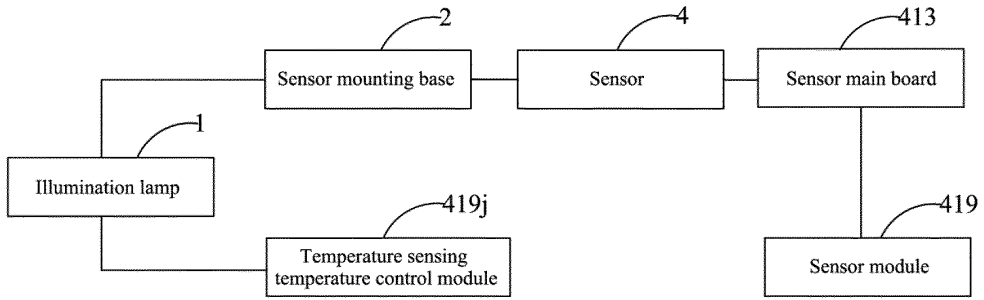 2
4
413
Sensor mounting base
Sensor
Sensor main board
1
Illumination lamp
419j
419
Temperature sensing
temperature control module
Sensor module